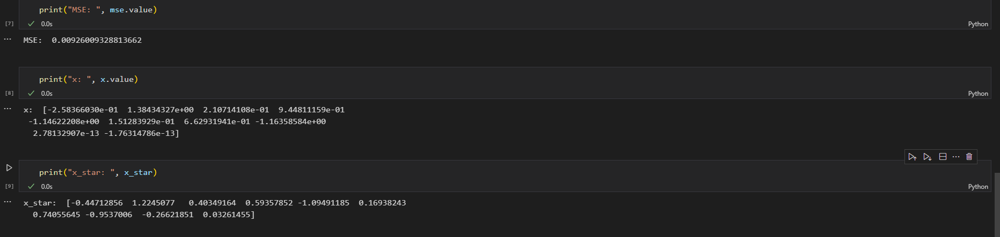 print("MSE: ", mse.value)
[7] 0.0s Python
... MSE:  0.00926009328813662
print("x: ", x.value)
[8] 0.0s Python
... x:  [-2.58366030e-01  1.38434327e+00  2.10714108e-01  9.44811159e-01
 -1.14622208e+00  1.51283929e-01  6.62931941e-01 -1.16358584e+00
  2.78132907e-13 -1.76314786e-13]
...
print("x_star: ", x_star)
[9] 0.0s Python
... x_star:  [-0.44712856  1.2245077   0.40349164  0.59357852 -1.09491185  0.16938243
  0.74055645 -0.9537006  -0.26621851  0.03261455]